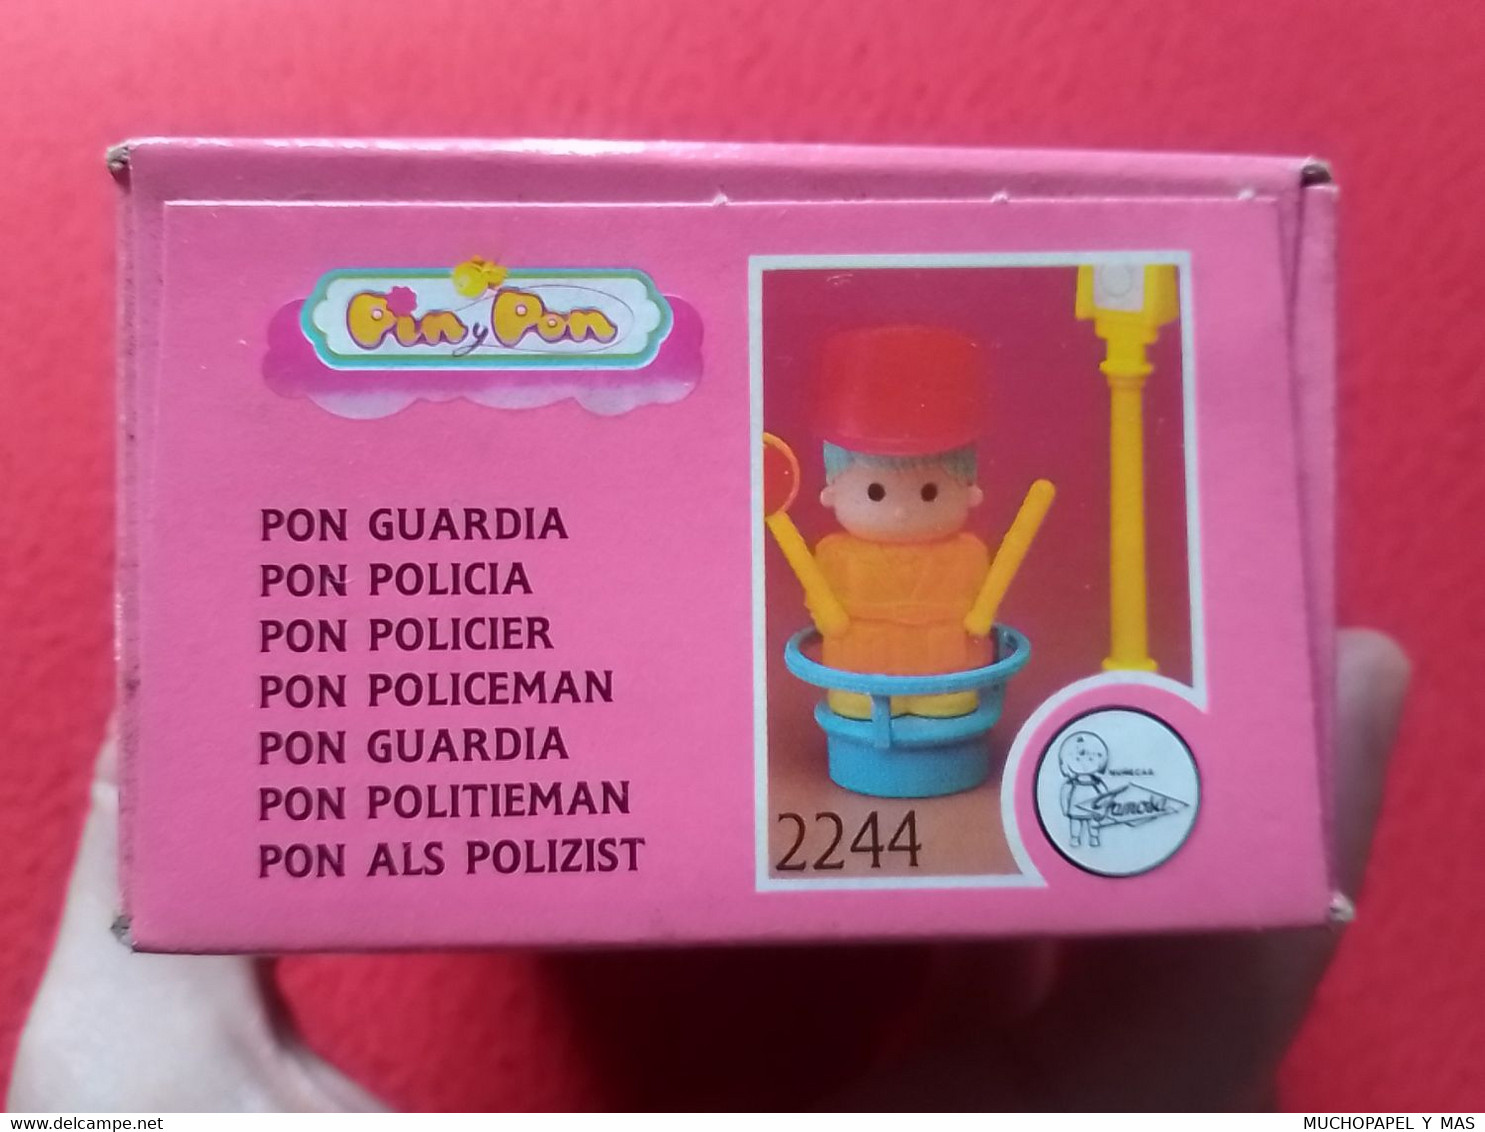 Pin y Pon
PON GUARDIA
PON POLICIA
PON POLICIER
PON POLICEMAN
PON GUARDIA
PON POLITIEMAN
PON ALS POLIZIST
2244
MUÑECAS
Famosa
delcampe.net
MUCHOPAPEL Y MAS